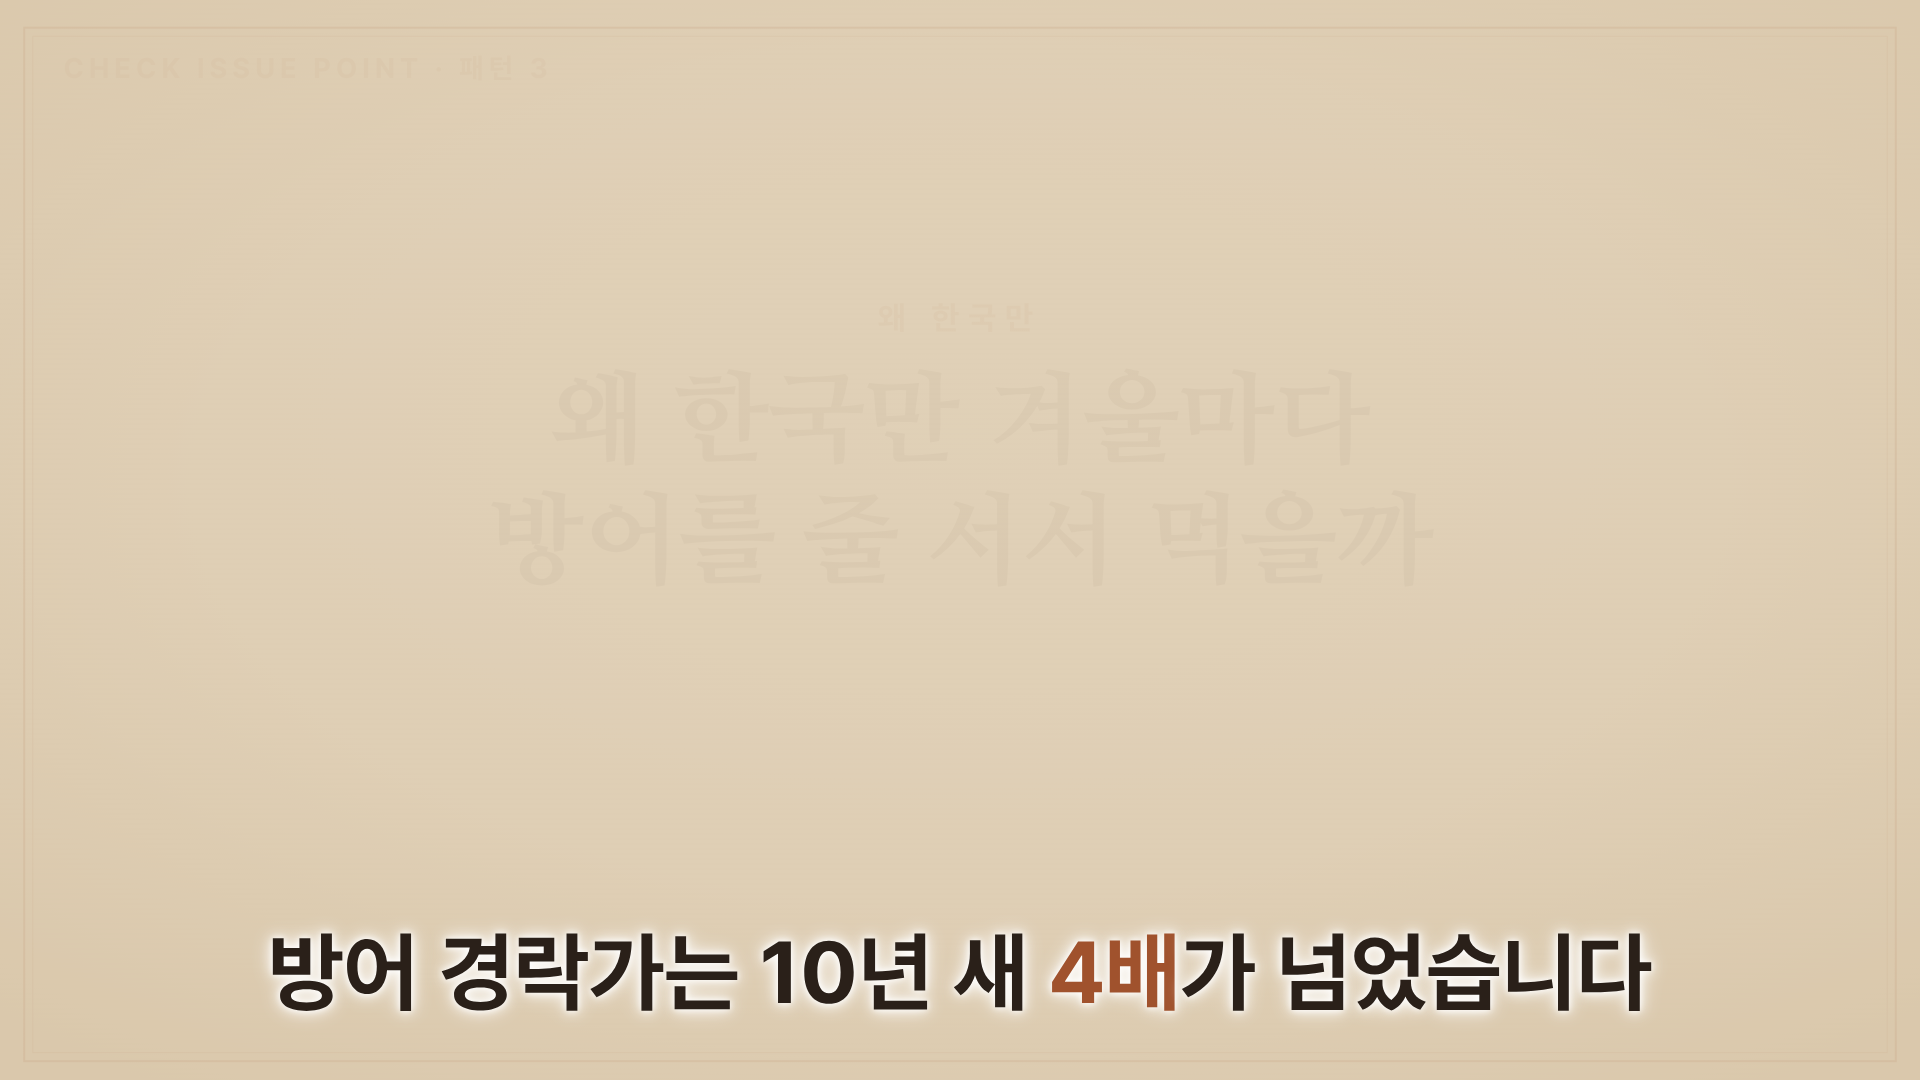 CHECK ISSUE POINT · 패턴 3
왜 한국만
왜 한국만 겨울마다
방어를 줄 서서 먹을까
방어 경락가는 10년 새 4배가 넘었습니다